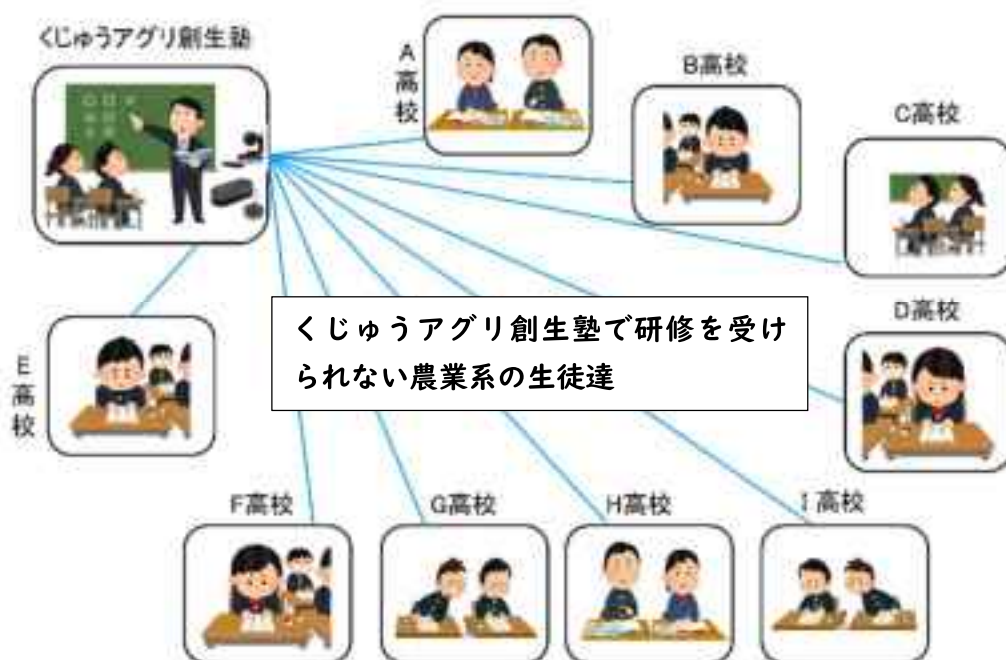 くじゅうアグリ創生塾
A高校
B高校
C高校
くじゅうアグリ創生塾で研修を受け
られない農業系の生徒達
D高校
E高校
F高校
G高校
H高校
I高校